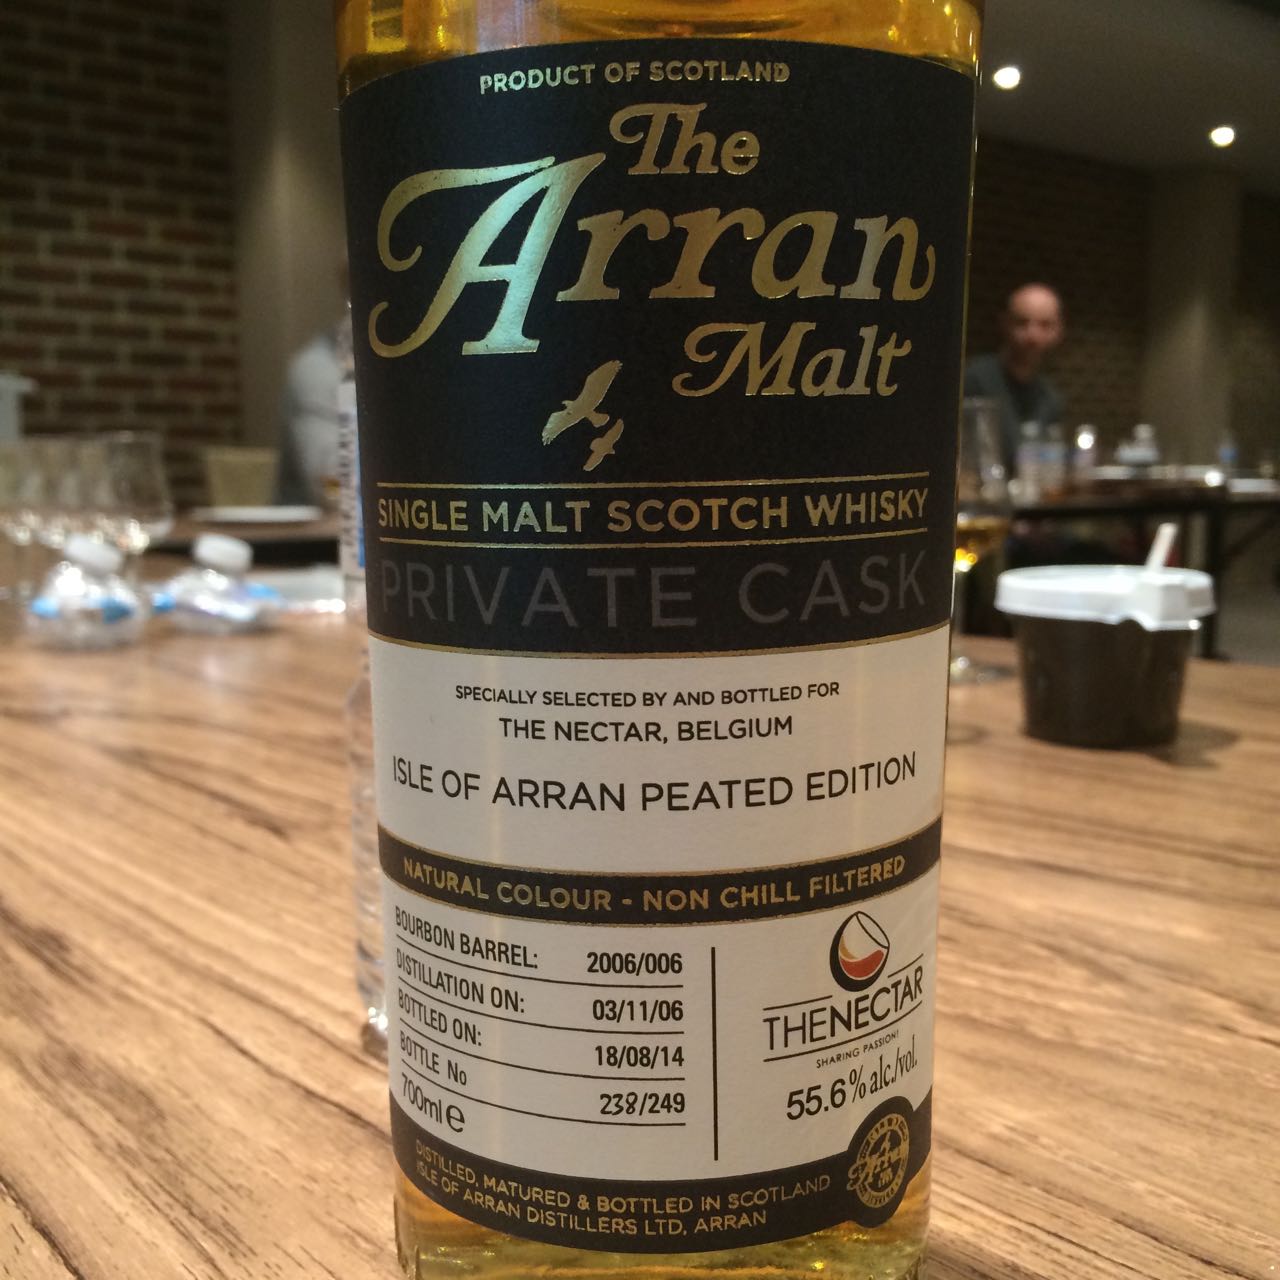 PRODUCT OF SCOTLAND
The
Arran
Malt
SINGLE MALT SCOTCH WHISKY
PRIVATE CASK
SPECIALLY SELECTED BY AND BOTTLED FOR
THE NECTAR, BELGIUM
ISLE OF ARRAN PEATED EDITION
NATURAL COLOUR - NON CHILL FILTERED
BOURBON BARREL: 2006/006
DISTILLATION ON: 03/11/06
BOTTLED ON: 18/08/14
BOTTLE No 238/249
700ml e
THENECTAR
SHARING PASSION!
55.6% alc./vol.
DISTILLED, MATURED & BOTTLED IN SCOTLAND
ISLE OF ARRAN DISTILLERS LTD, ARRAN